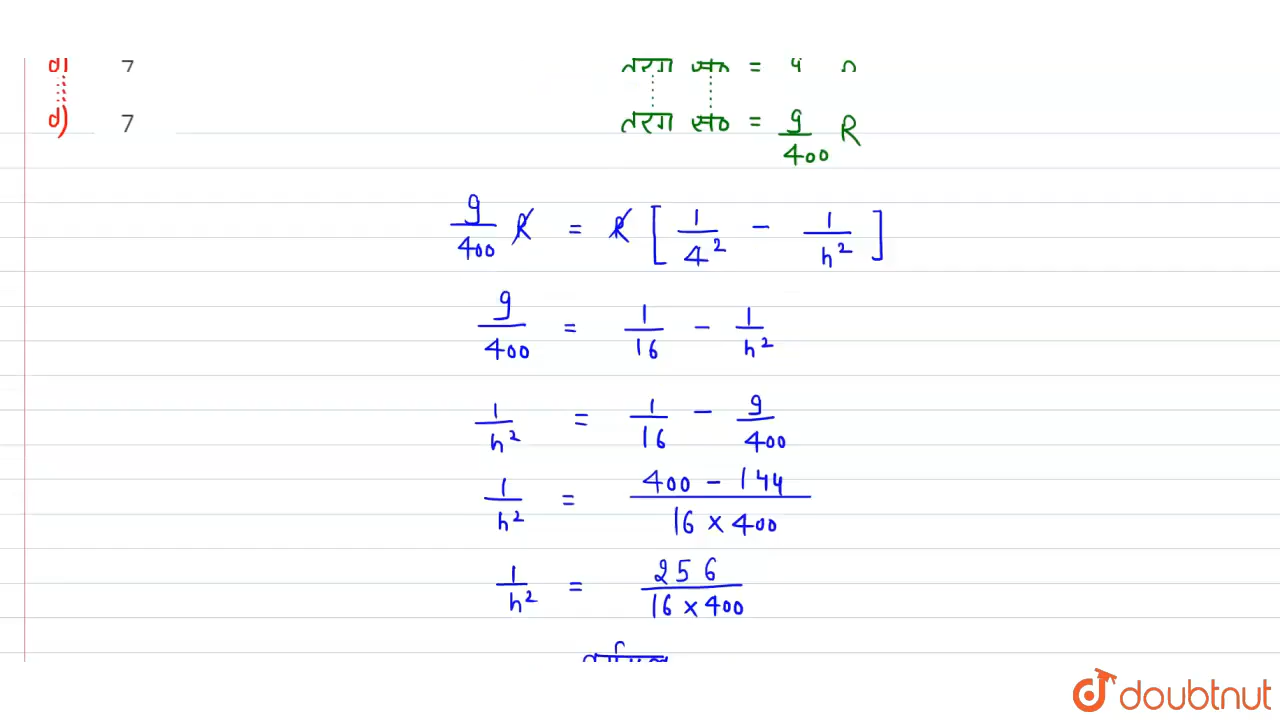 d) 7 तरंग सं० = 9/400 R
9/400 R = R [ 1/4² - 1/n² ]
9/400 = 1/16 - 1/n²
1/n² = 1/16 - 9/400
1/n² = 400 - 144 / 16 × 400
1/n² = 256 / 16 × 400
doubtnut